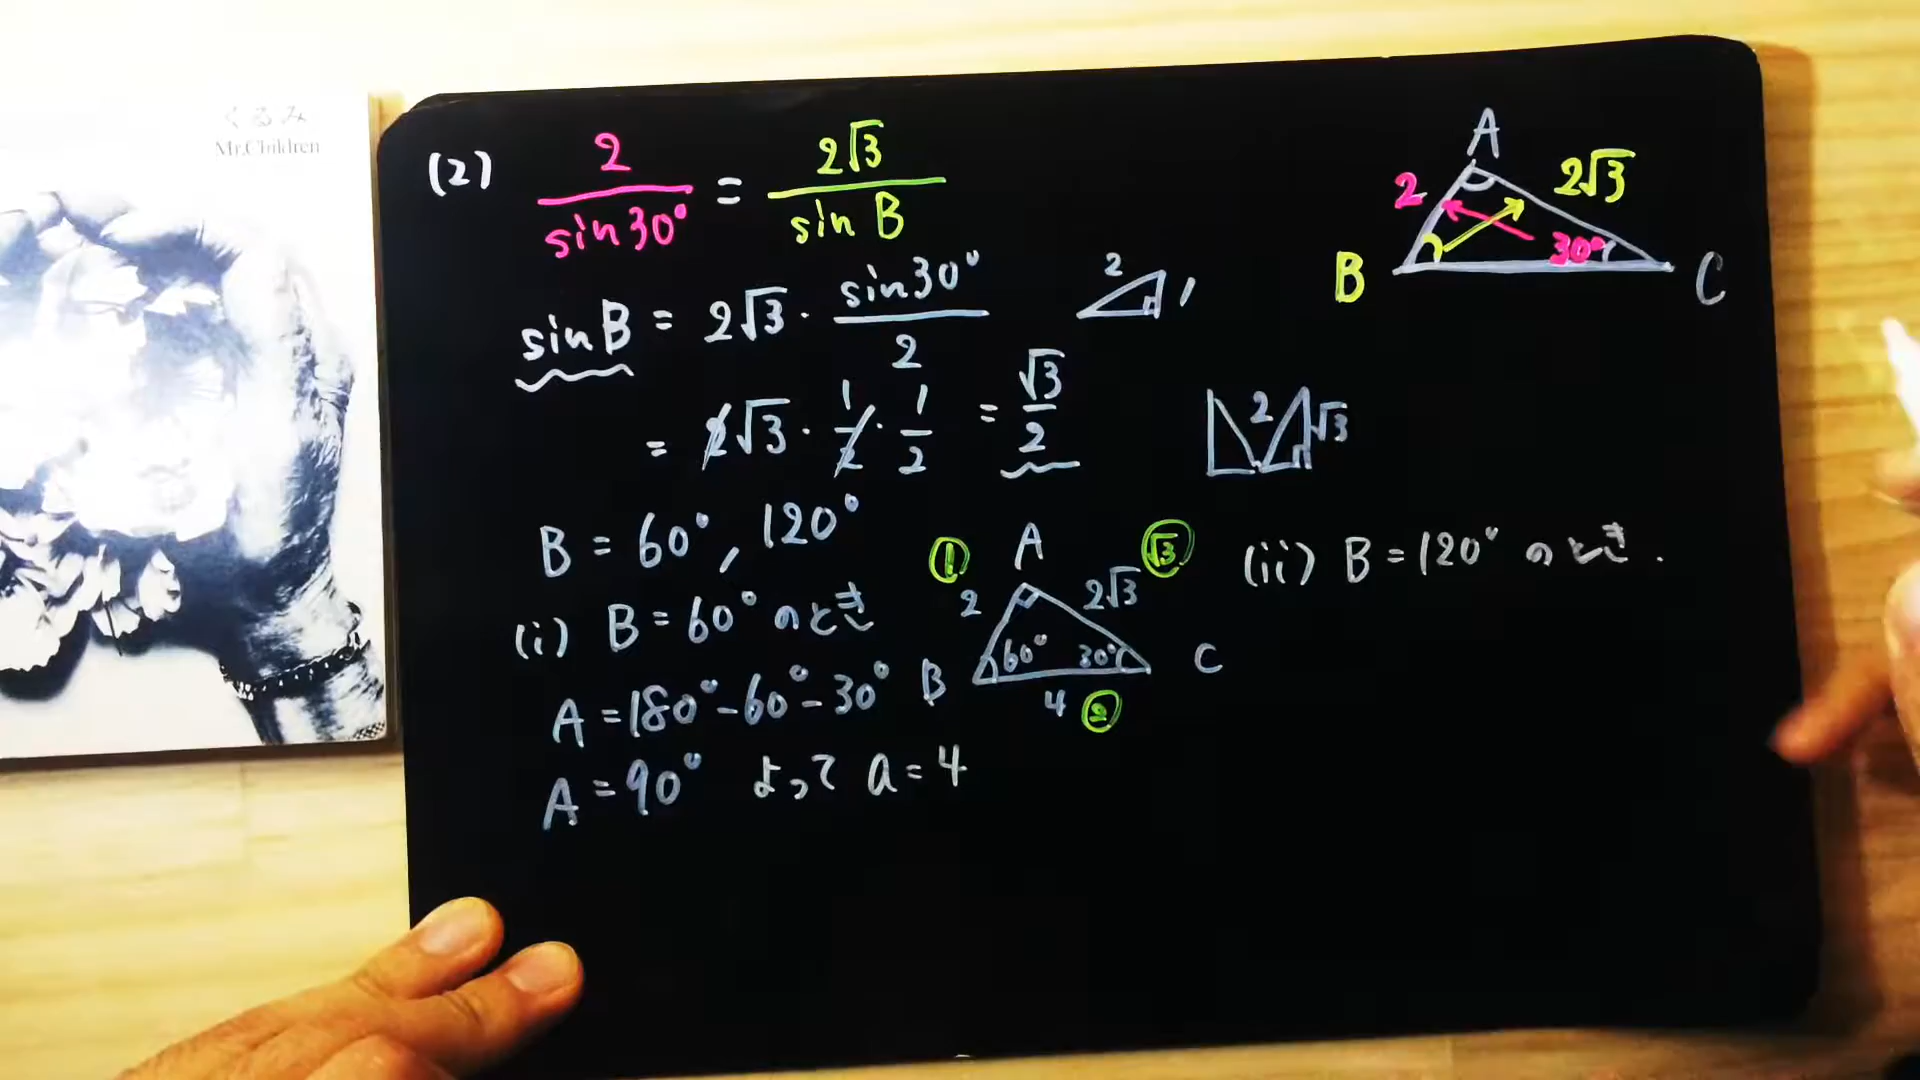 くるみ
Mr.Children
(2) 2/sin30° = 2√3/sin B
A
2 2√3
30°
B C
sin B = 2√3・sin30°/2
2 1
= 2√3・1/2・1/2 = √3/2
2 √3
B = 60°, 120°
(i) B = 60°のとき
A = 180° - 60° - 30°
A = 90° よって a = 4
① A √3
2 2√3
60° 30°
B C
4 ②
(ii) B = 120° のとき.